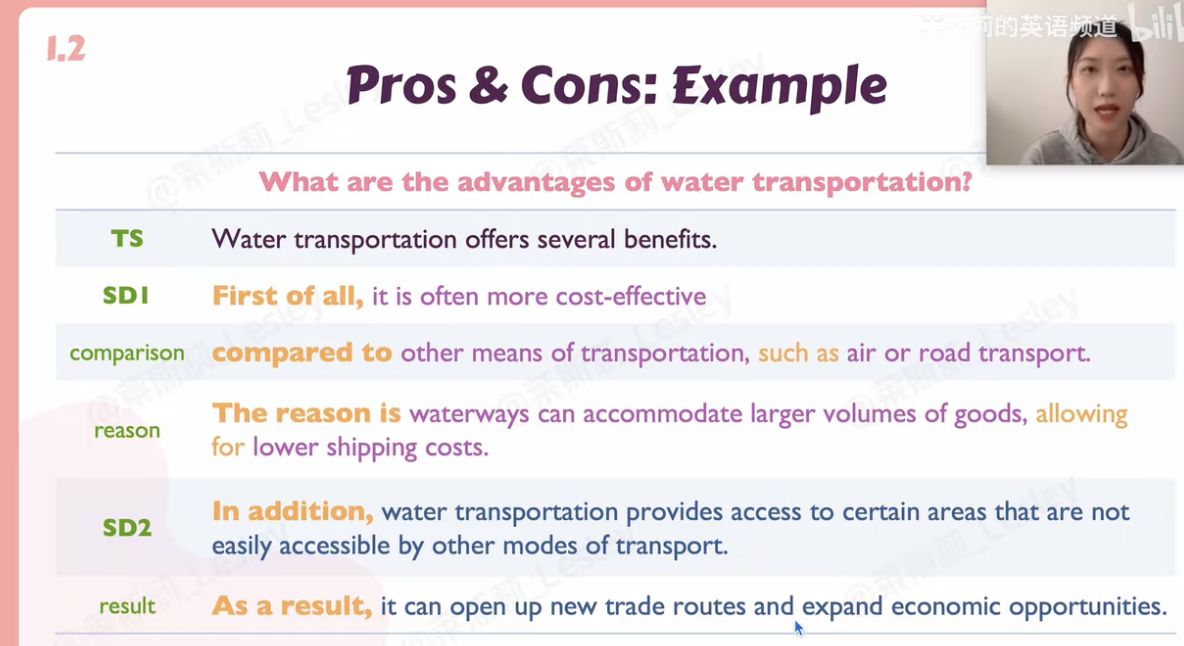 1.2
莉的英语频道 bili
Pros & Cons: Example
What are the advantages of water transportation?
TS Water transportation offers several benefits.
SD1 First of all, it is often more cost-effective
comparison compared to other means of transportation, such as air or road transport.
reason The reason is waterways can accommodate larger volumes of goods, allowing
for lower shipping costs.
SD2 In addition, water transportation provides access to certain areas that are not
easily accessible by other modes of transport.
result As a result, it can open up new trade routes and expand economic opportunities.
@莱斯莉_Lesley